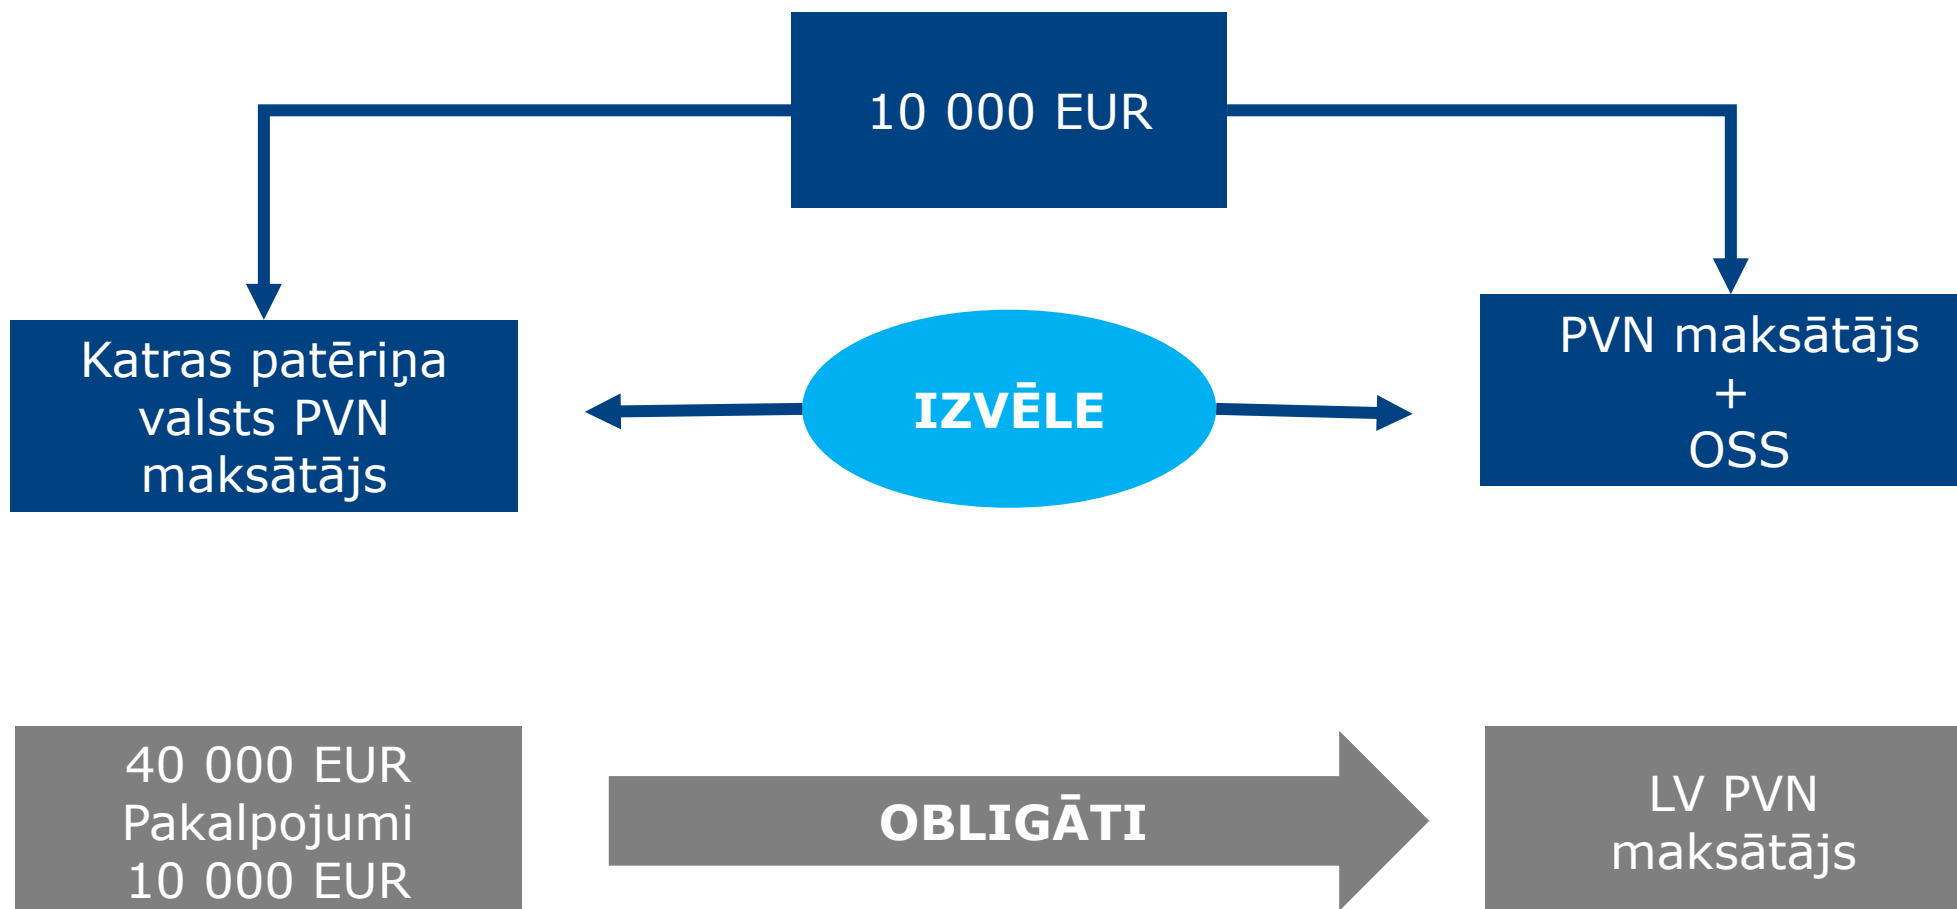 10 000 EUR
Katras patēriņa
valsts PVN
maksātājs
IZVĒLE
PVN maksātājs
+
OSS
40 000 EUR
Pakalpojumi
10 000 EUR
OBLIGĀTI
LV PVN
maksātājs